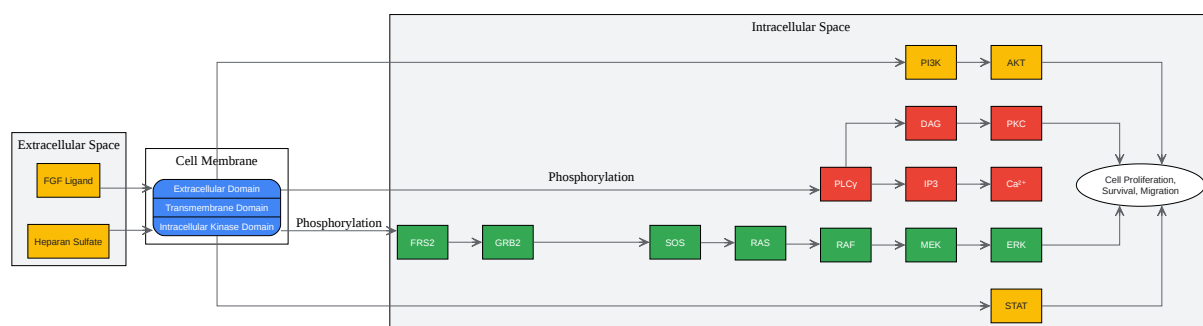 Intracellular Space
PI3K
AKT
DAG
PKC
Extracellular Space
Cell Membrane
FGF Ligand
Extracellular Domain
Phosphorylation
PLCγ
IP3
Ca²⁺
Cell Proliferation,
Survival, Migration
Transmembrane Domain
Intracellular Kinase Domain
Phosphorylation
Heparan Sulfate
FRS2
GRB2
SOS
RAS
RAF
MEK
ERK
STAT